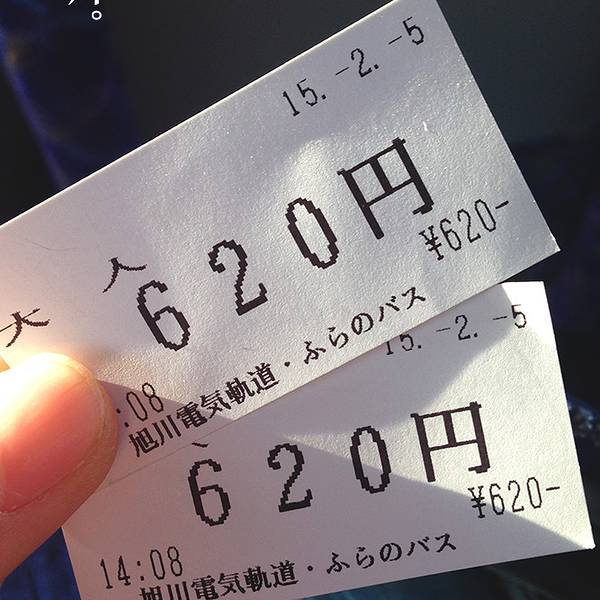 す。
15.-2.-5
大人 620円
¥620-
:08
旭川電気軌道・ふらのバス
15.-2.-5
620円
¥620-
14:08
旭川電気軌道・ふらのバス